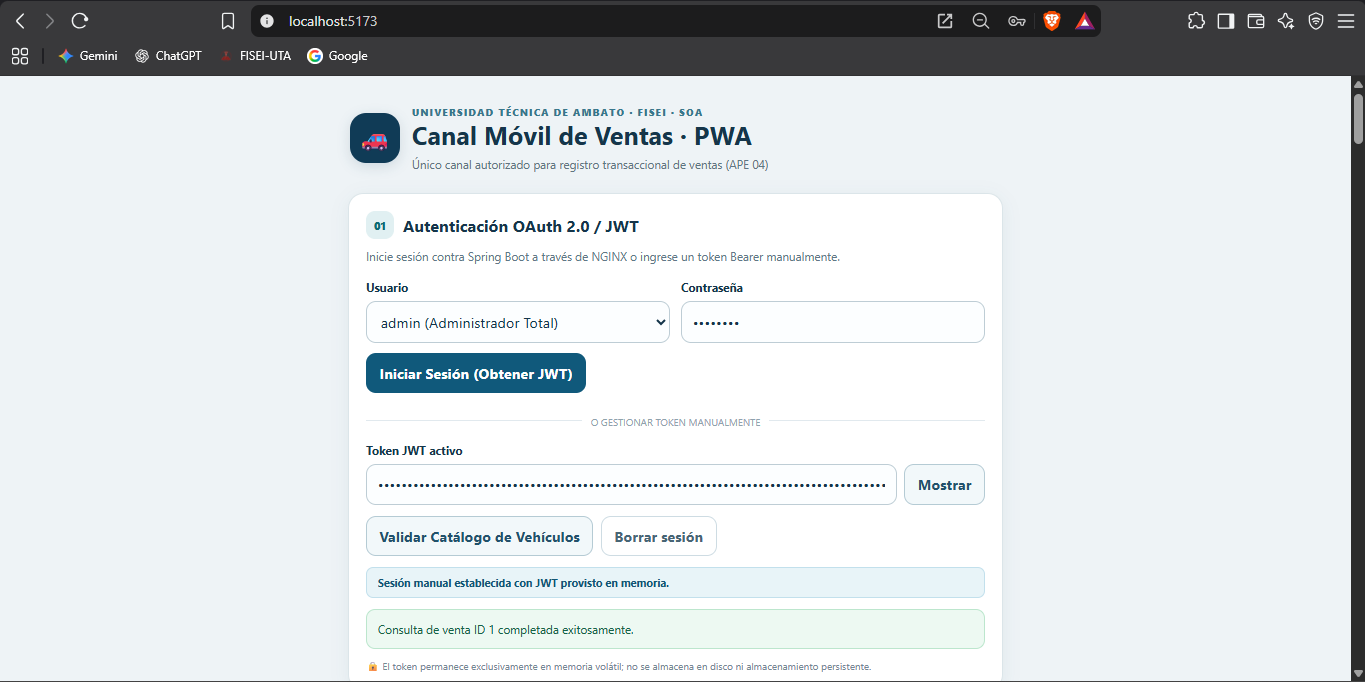 localhost:5173
Gemini
ChatGPT
FISEI-UTA
Google
UNIVERSIDAD TÉCNICA DE AMBATO · FISEI · SOA
Canal Móvil de Ventas · PWA
Único canal autorizado para registro transaccional de ventas (APE 04)
01 Autenticación OAuth 2.0 / JWT
Inicie sesión contra Spring Boot a través de NGINX o ingrese un token Bearer manualmente.
Usuario
Contraseña
admin (Administrador Total)
••••••••
Iniciar Sesión (Obtener JWT)
O GESTIONAR TOKEN MANUALMENTE
Token JWT activo
Mostrar
Validar Catálogo de Vehículos
Borrar sesión
Sesión manual establecida con JWT provisto en memoria.
Consulta de venta ID 1 completada exitosamente.
🔒 El token permanece exclusivamente en memoria volátil; no se almacena en disco ni almacenamiento persistente.